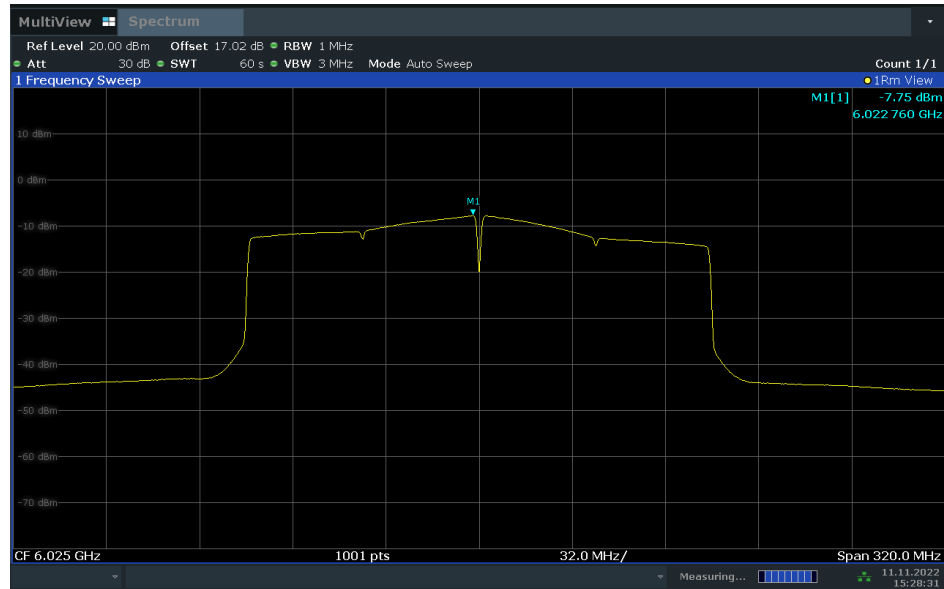 MultiView Spectrum
Ref Level 20.00 dBm Offset 17.02 dB RBW 1 MHz
Att 30 dB SWT 60 s VBW 3 MHz Mode Auto Sweep Count 1/1
1 Frequency Sweep 1Rm View
M1[1] -7.75 dBm
6.022 760 GHz
10 dBm
0 dBm
M1
-10 dBm
-20 dBm
-30 dBm
-40 dBm
-50 dBm
-60 dBm
-70 dBm
CF 6.025 GHz 1001 pts 32.0 MHz/ Span 320.0 MHz
Measuring... 11.11.2022
15:28:31